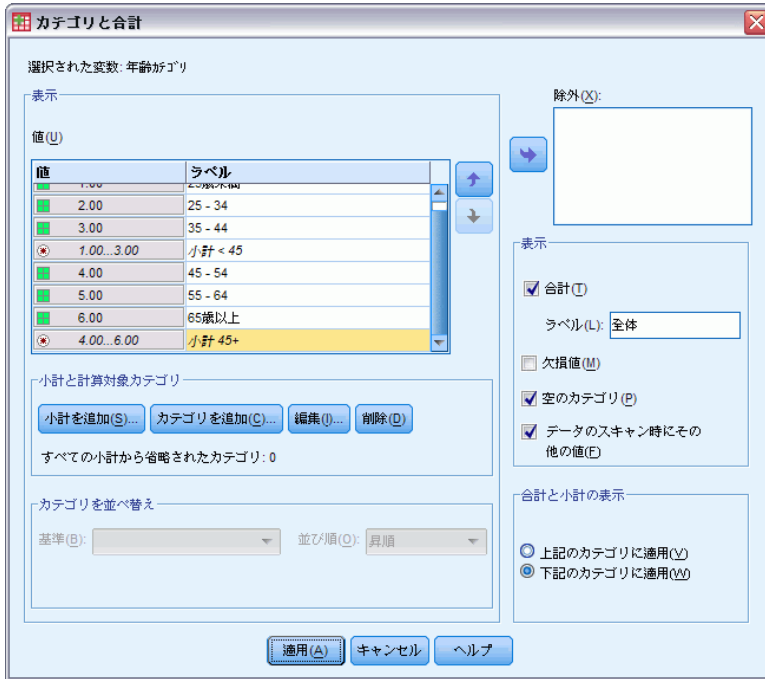 カテゴリと合計
選択された変数: 年齢カテゴリ
表示
値(U)
値 ラベル
1.00 25歳未満
2.00 25 - 34
3.00 35 - 44
1.00...3.00 小計 < 45
4.00 45 - 54
5.00 55 - 64
6.00 65歳以上
4.00...6.00 小計 45+
小計と計算対象カテゴリ
小計を追加(S)... カテゴリを追加(C)... 編集(I)... 削除(D)
すべての小計から省略されたカテゴリ: 0
カテゴリを並べ替え
基準(B): 並び順(O): 昇順
除外(X):
表示
合計(T)
ラベル(L): 全体
欠損値(M)
空のカテゴリ(P)
データのスキャン時にその
他の値(F)
合計と小計の表示
上記のカテゴリに適用(V)
下記のカテゴリに適用(W)
適用(A) キャンセル ヘルプ